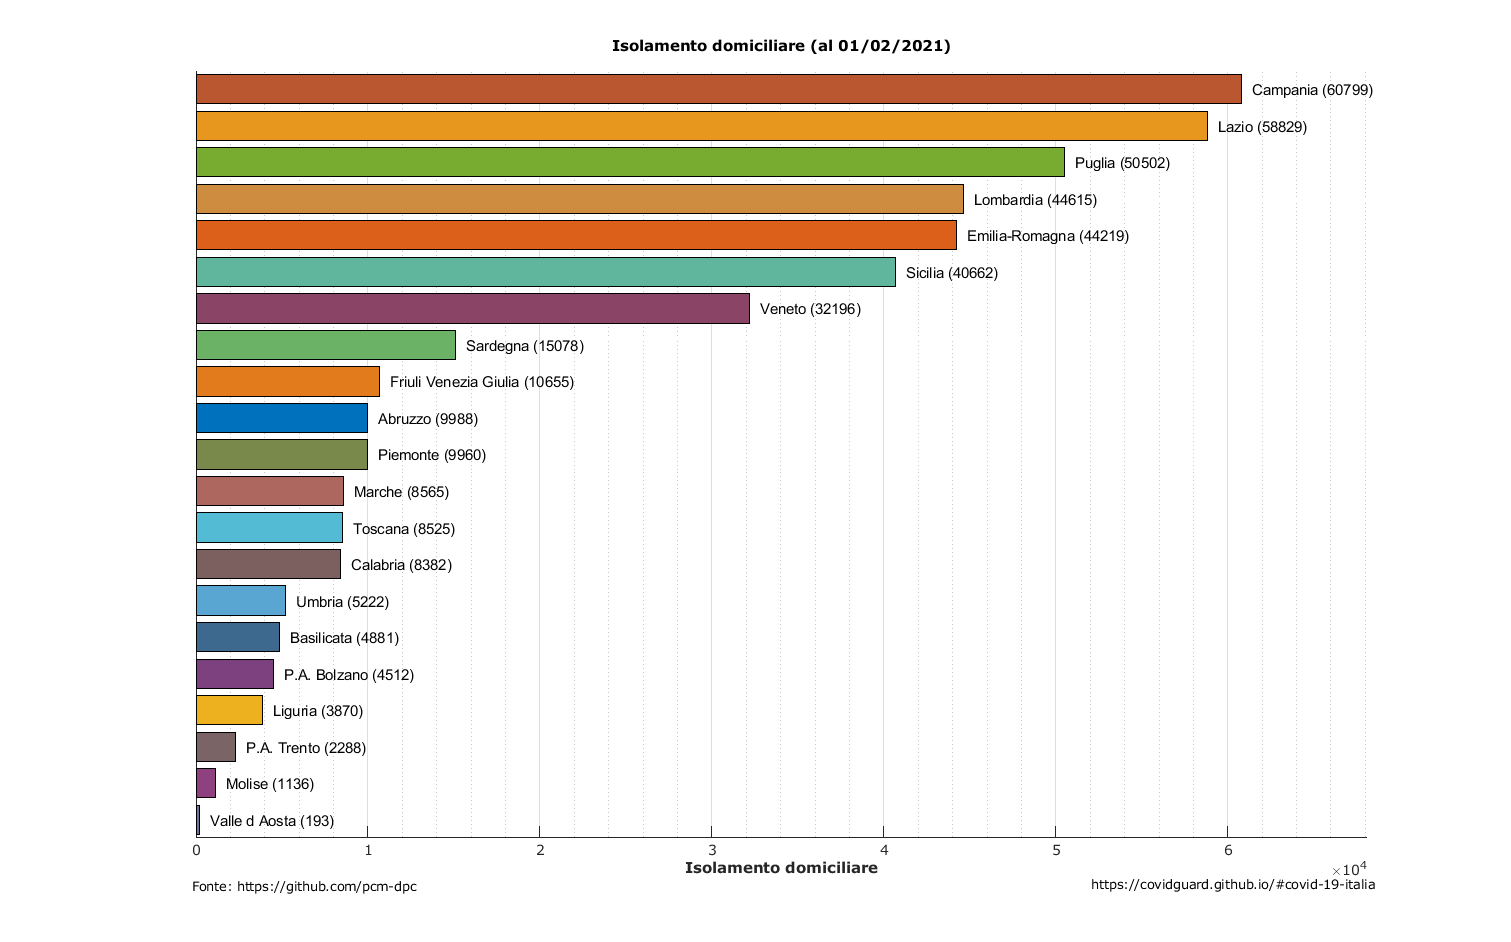 Isolamento domiciliare (al 01/02/2021)
Campania (60799)
Lazio (58829)
Puglia (50502)
Lombardia (44615)
Emilia-Romagna (44219)
Sicilia (40662)
Veneto (32196)
Sardegna (15078)
Friuli Venezia Giulia (10655)
Abruzzo (9988)
Piemonte (9960)
Marche (8565)
Toscana (8525)
Calabria (8382)
Umbria (5222)
Basilicata (4881)
P.A. Bolzano (4512)
Liguria (3870)
P.A. Trento (2288)
Molise (1136)
Valle d Aosta (193)
0 1 2 3 4 5 6
Isolamento domiciliare
×10⁴
Fonte: https://github.com/pcm-dpc
https://covidguard.github.io/#covid-19-italia